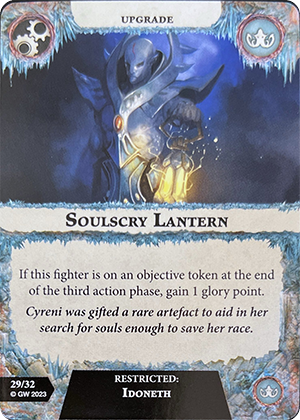 UPGRADE
Soulscry Lantern
If this fighter is on an objective token at the end
of the third action phase, gain 1 glory point.
Cyreni was gifted a rare artefact to aid in her
search for souls enough to save her race.
29/32
© GW 2023
RESTRICTED:
Idoneth